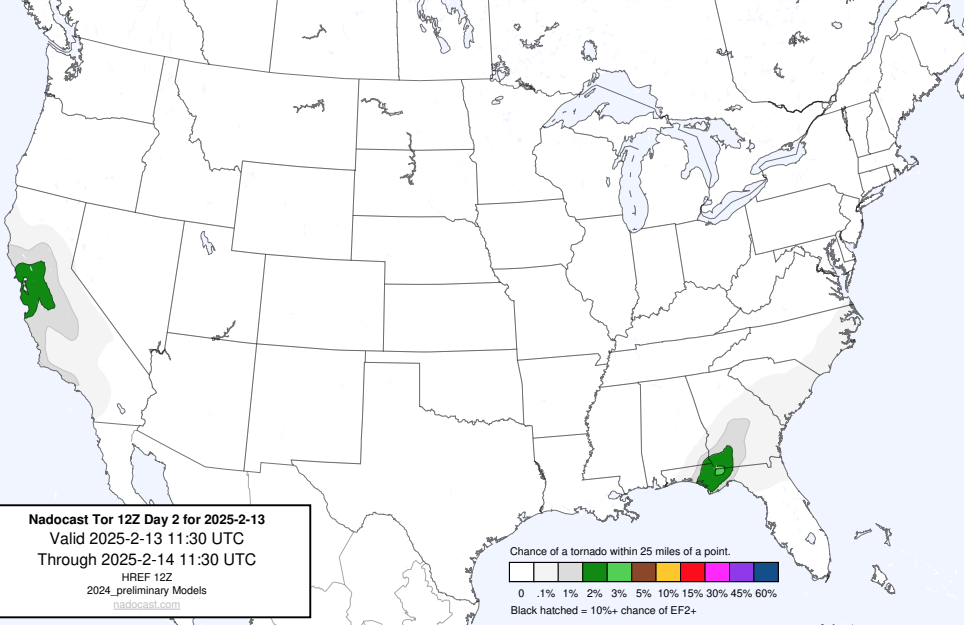 Nadocast Tor 12Z Day 2 for 2025-2-13
Valid 2025-2-13 11:30 UTC
Through 2025-2-14 11:30 UTC
HREF 12Z
2024_preliminary Models
nadocast.com
Chance of a tornado within 25 miles of a point.
0 .1% 1% 2% 3% 5% 10% 15% 30% 45% 60%
Black hatched = 10%+ chance of EF2+